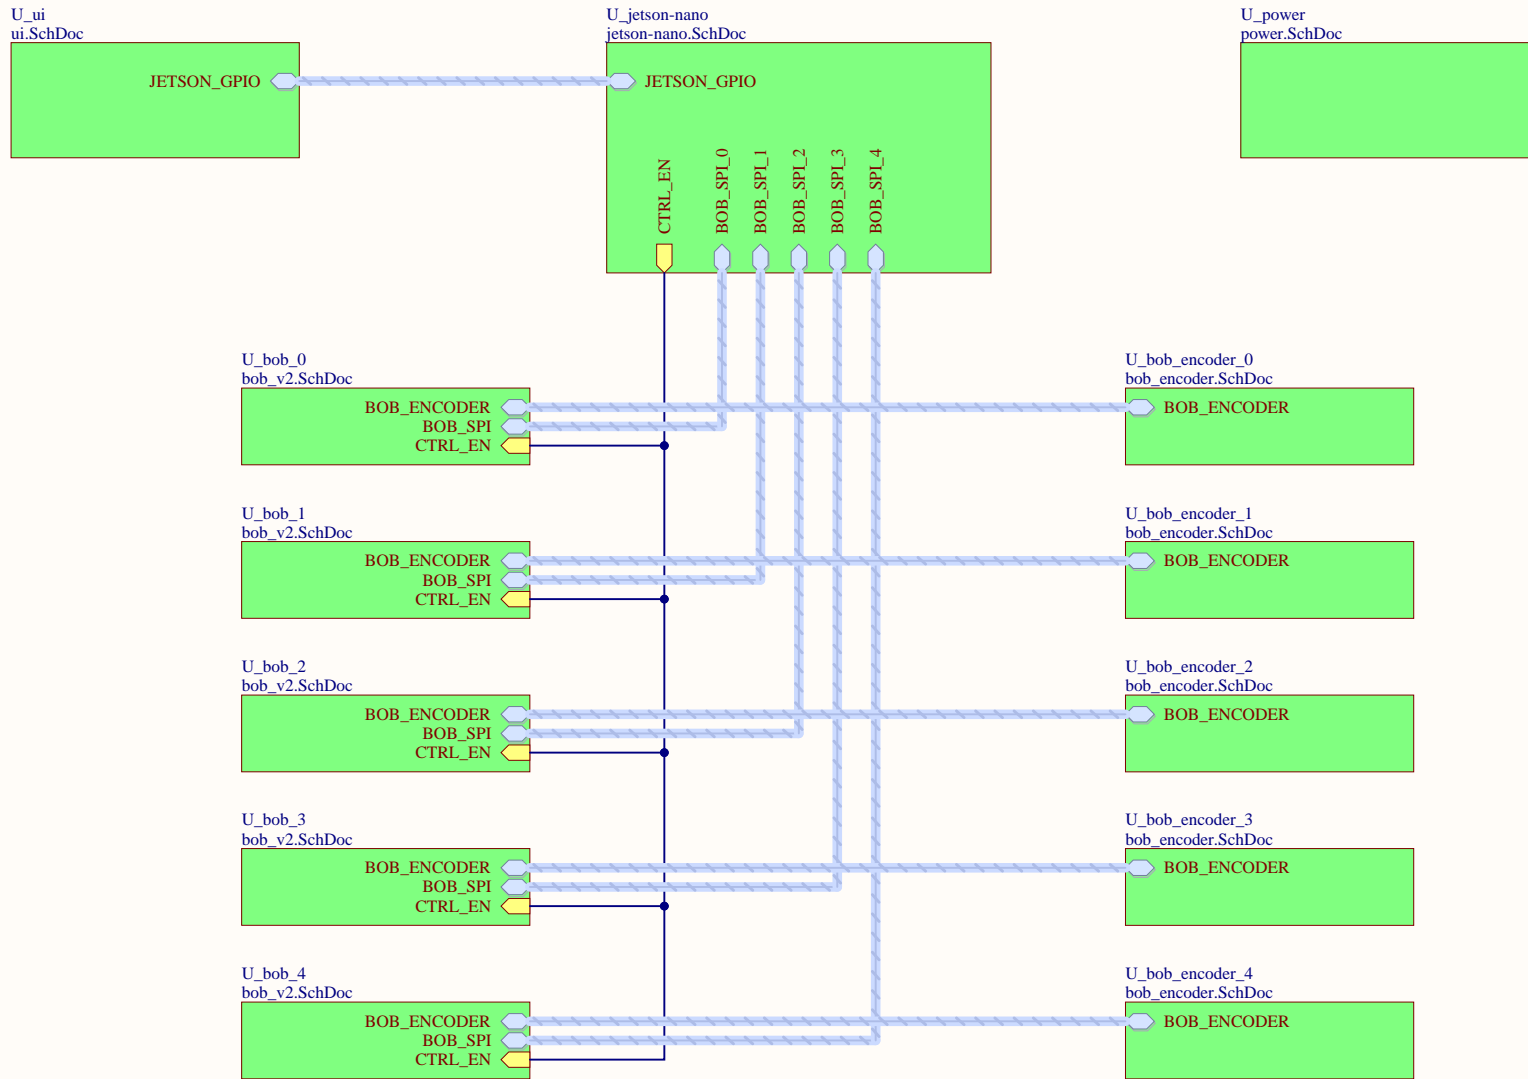 U_ui
ui.SchDoc
JETSON_GPIO
U_jetson-nano
jetson-nano.SchDoc
JETSON_GPIO
CTRL_EN
BOB_SPI_0
BOB_SPI_1
BOB_SPI_2
BOB_SPI_3
BOB_SPI_4
U_power
power.SchDoc
U_bob_0
bob_v2.SchDoc
BOB_ENCODER
BOB_SPI
CTRL_EN
U_bob_encoder_0
bob_encoder.SchDoc
BOB_ENCODER
U_bob_1
bob_v2.SchDoc
BOB_ENCODER
BOB_SPI
CTRL_EN
U_bob_encoder_1
bob_encoder.SchDoc
BOB_ENCODER
U_bob_2
bob_v2.SchDoc
BOB_ENCODER
BOB_SPI
CTRL_EN
U_bob_encoder_2
bob_encoder.SchDoc
BOB_ENCODER
U_bob_3
bob_v2.SchDoc
BOB_ENCODER
BOB_SPI
CTRL_EN
U_bob_encoder_3
bob_encoder.SchDoc
BOB_ENCODER
U_bob_4
bob_v2.SchDoc
BOB_ENCODER
BOB_SPI
CTRL_EN
U_bob_encoder_4
bob_encoder.SchDoc
BOB_ENCODER